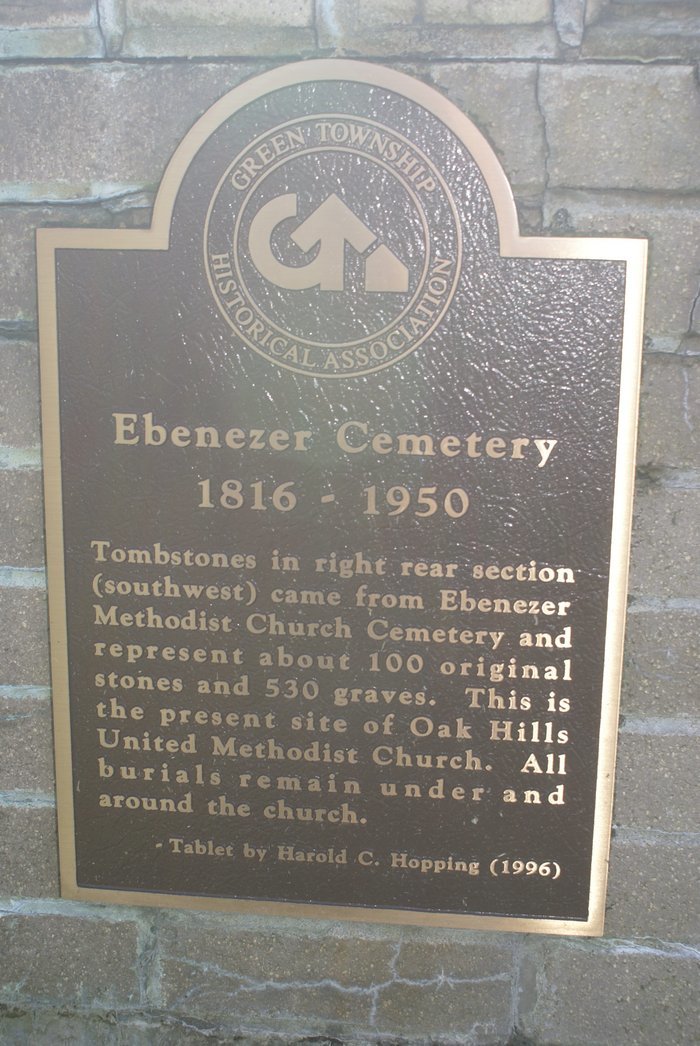 GREEN TOWNSHIP
HISTORICAL ASSOCIATION
Ebenezer Cemetery
1816 - 1950
Tombstones in right rear section
(southwest) came from Ebenezer
Methodist Church Cemetery and
represent about 100 original
stones and 530 graves. This is
the present site of Oak Hills
United Methodist Church. All
burials remain under and
around the church.
- Tablet by Harold C. Hopping (1996)